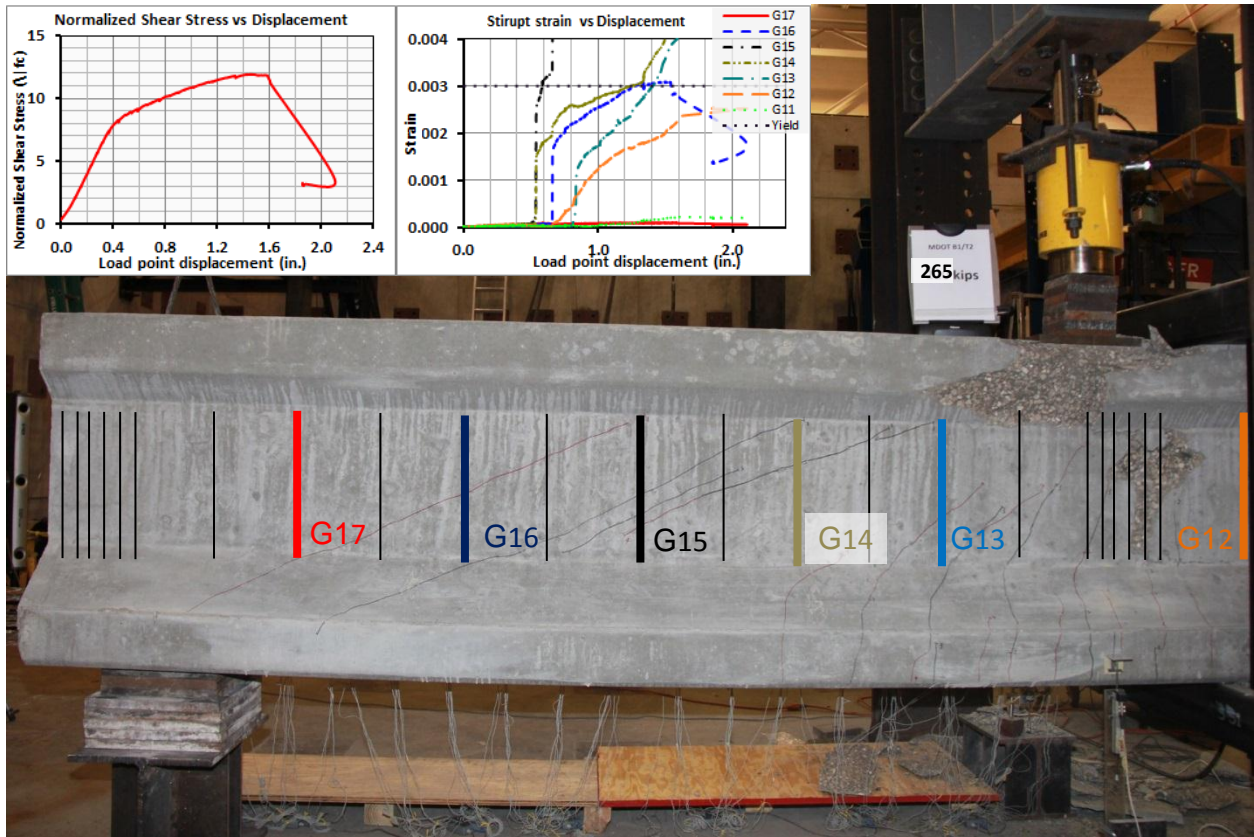 Normalized Shear Stress vs Displacement
Normalized Shear Stress (λ√fc)
15
10
5
0
0.0 0.4 0.8 1.2 1.6 2.0 2.4
Load point displacement (in.)
Stirupt strain vs Displacement
Strain
0.004
0.003
0.002
0.001
0.000
0.0 1.0 2.0
Load point displacement (in.)
G17
G16
G15
G14
G13
G12
G11
Yield
MDOT B1/T2
265 kips
G17
G16
G15
G14
G13
G12